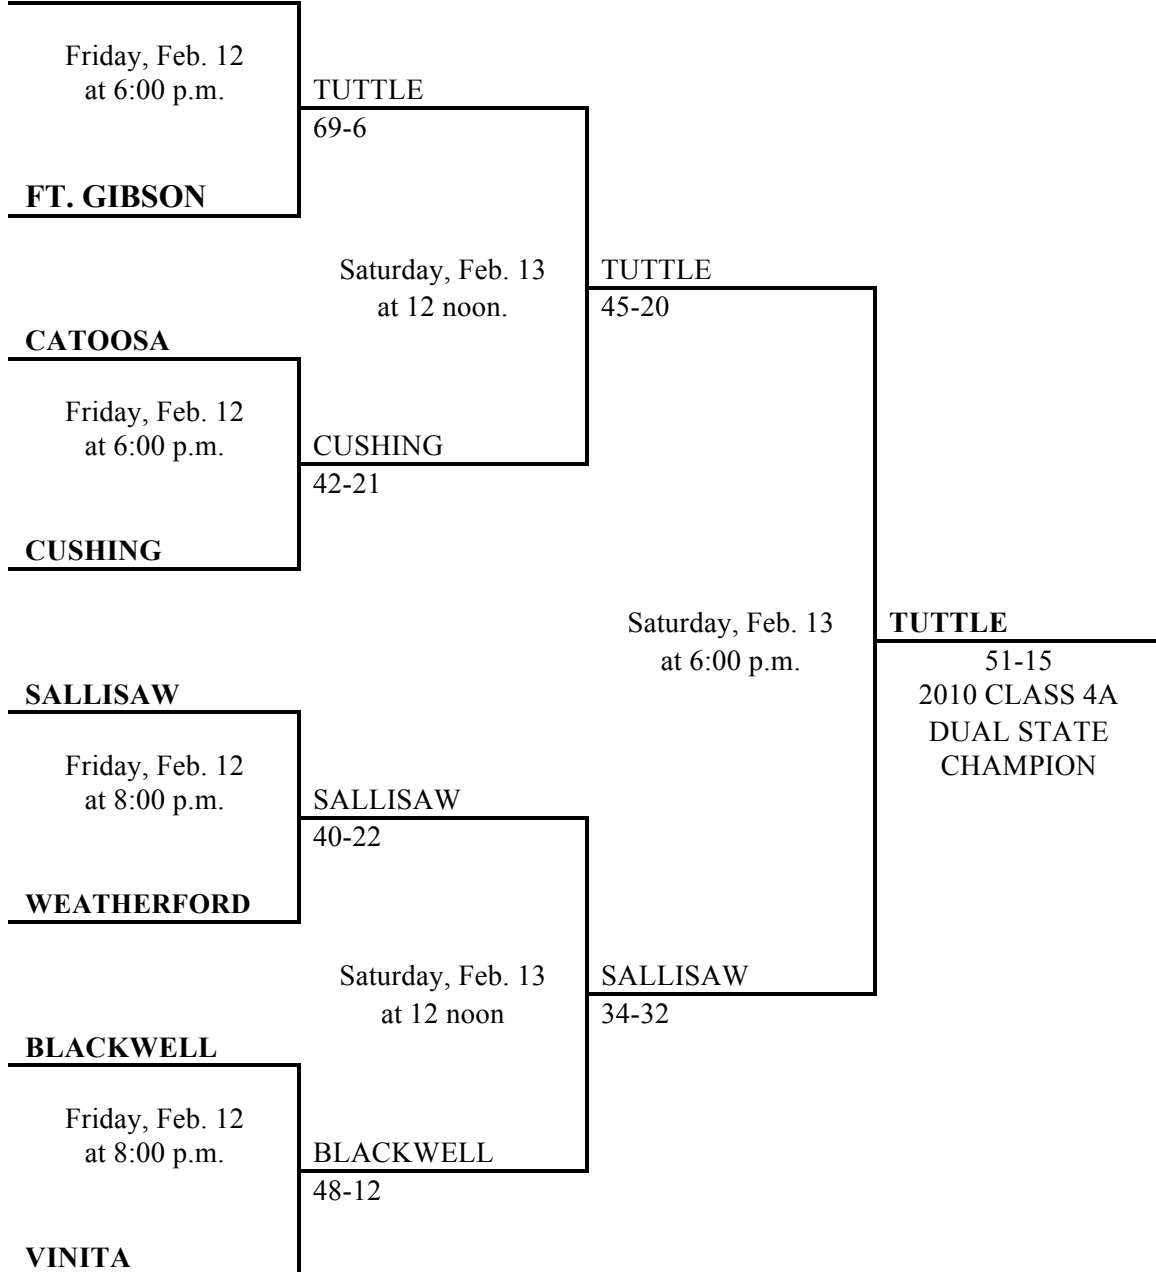 Friday, Feb. 12
at 6:00 p.m.
TUTTLE
69-6
FT. GIBSON
Saturday, Feb. 13
at 12 noon.
TUTTLE
45-20
CATOOSA
Friday, Feb. 12
at 6:00 p.m.
CUSHING
42-21
CUSHING
Saturday, Feb. 13
at 6:00 p.m.
TUTTLE
51-15
2010 CLASS 4A
DUAL STATE
CHAMPION
SALLISAW
Friday, Feb. 12
at 8:00 p.m.
SALLISAW
40-22
WEATHERFORD
Saturday, Feb. 13
at 12 noon
SALLISAW
34-32
BLACKWELL
Friday, Feb. 12
at 8:00 p.m.
BLACKWELL
48-12
VINITA